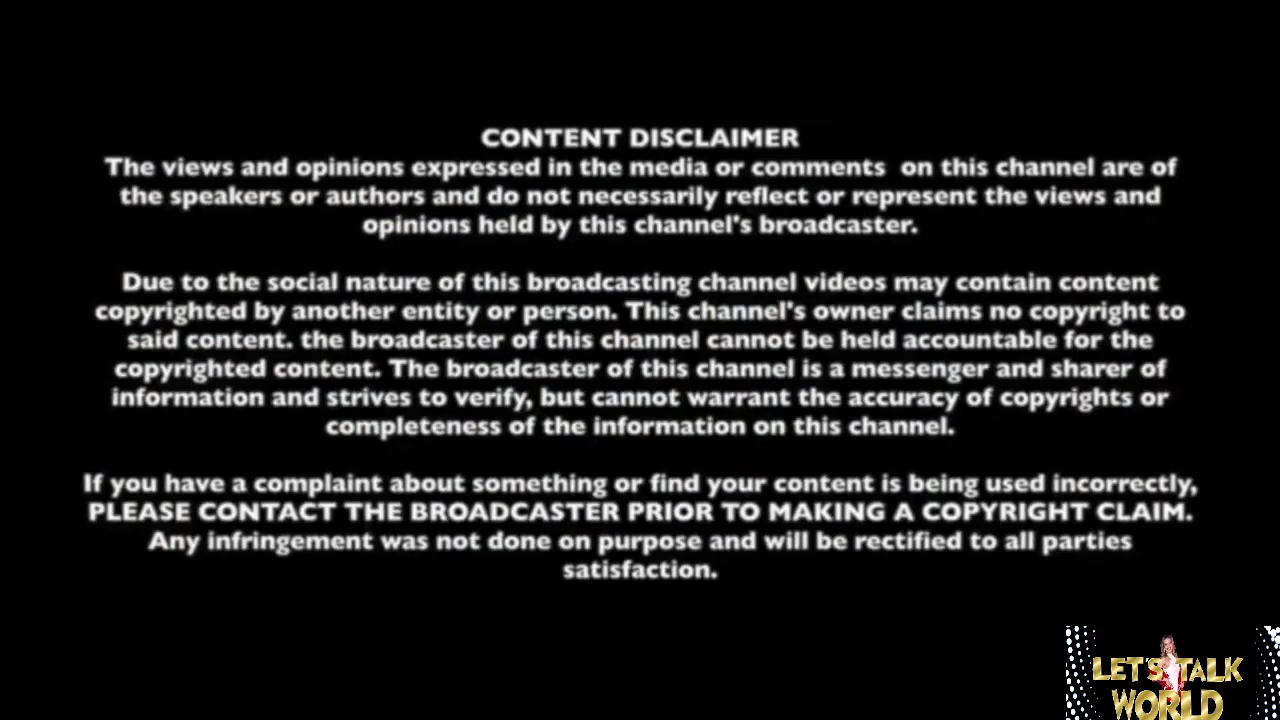 CONTENT DISCLAIMER
The views and opinions expressed in the media or comments  on this channel are of
the speakers or authors and do not necessarily reflect or represent the views and
opinions held by this channel's broadcaster.
Due to the social nature of this broadcasting channel videos may contain content
copyrighted by another entity or person. This channel's owner claims no copyright to
said content. the broadcaster of this channel cannot be held accountable for the
copyrighted content. The broadcaster of this channel is a messenger and sharer of
information and strives to verify, but cannot warrant the accuracy of copyrights or
completeness of the information on this channel.
If you have a complaint about something or find your content is being used incorrectly,
PLEASE CONTACT THE BROADCASTER PRIOR TO MAKING A COPYRIGHT CLAIM.
Any infringement was not done on purpose and will be rectified to all parties
satisfaction.
LET'S TALK
WORLD